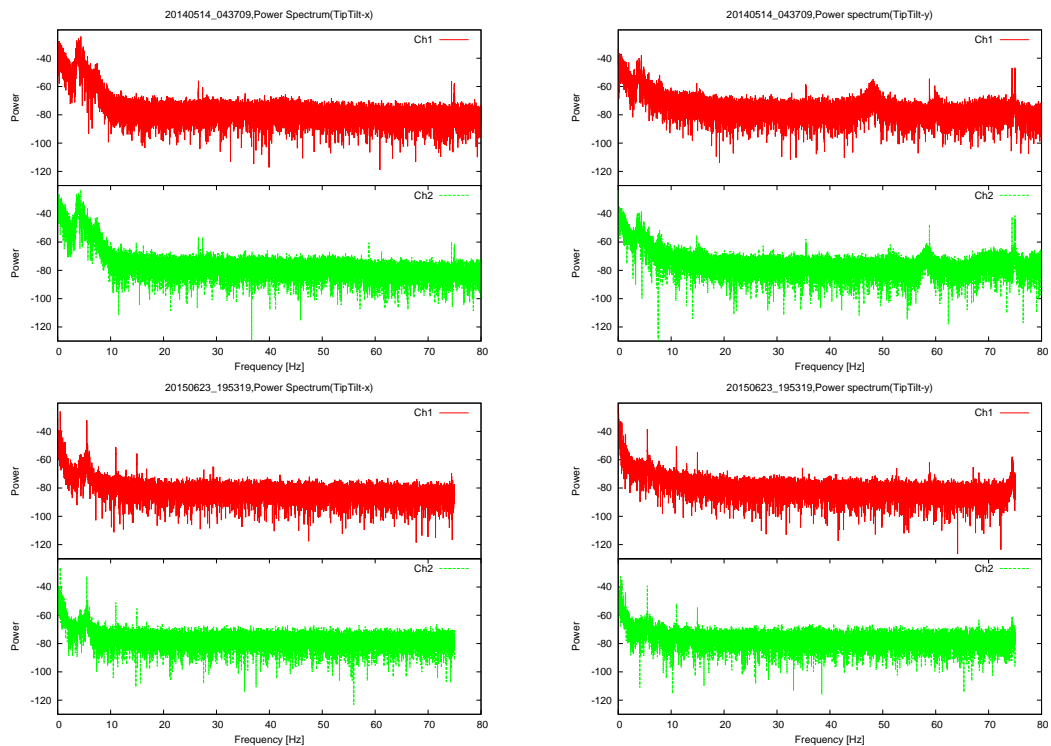 20140514_043709,Power Spectrum(TipTilt-x)
Ch1
Power
-40
-60
-80
-100
-120
Ch2
Power
-40
-60
-80
-100
-120
0 10 20 30 40 50 60 70 80
Frequency [Hz]
20140514_043709,Power spectrum(TipTilt-y)
Ch1
Power
-40
-60
-80
-100
-120
Ch2
Power
-40
-60
-80
-100
-120
0 10 20 30 40 50 60 70 80
Frequency [Hz]
20150623_195319,Power Spectrum(TipTilt-x)
Ch1
Power
-40
-60
-80
-100
-120
Ch2
Power
-40
-60
-80
-100
-120
0 10 20 30 40 50 60 70 80
Frequency [Hz]
20150623_195319,Power spectrum(TipTilt-y)
Ch1
Power
-40
-60
-80
-100
-120
Ch2
Power
-40
-60
-80
-100
-120
0 10 20 30 40 50 60 70 80
Frequency [Hz]